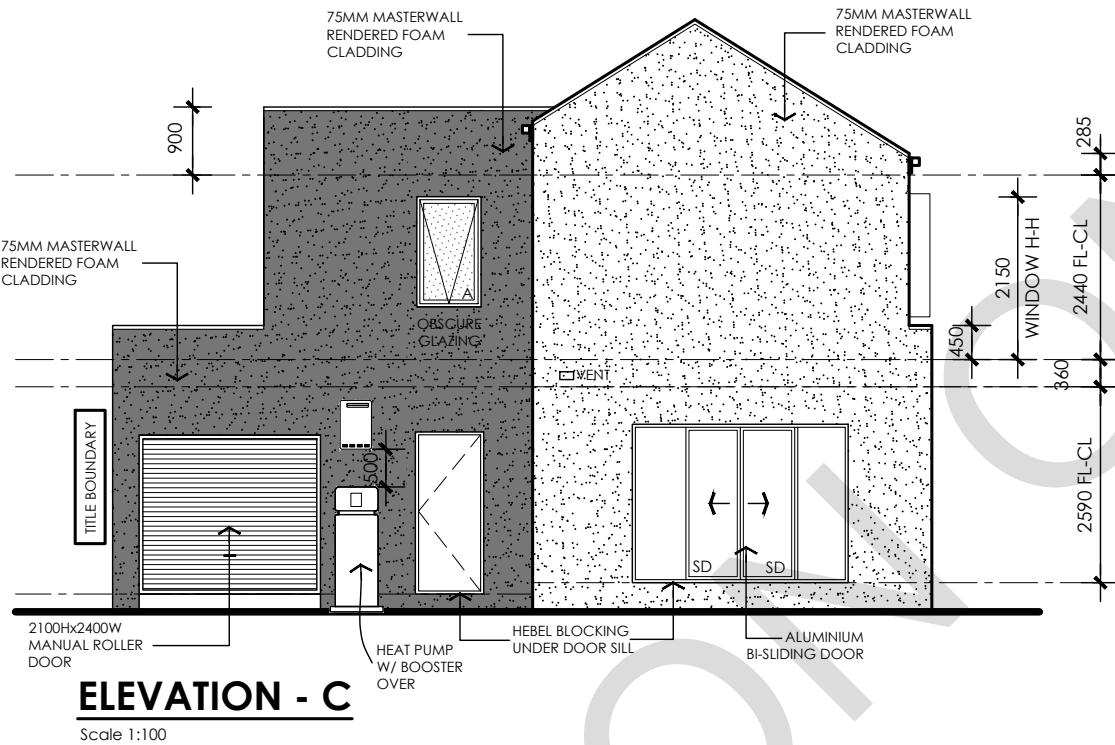 75MM MASTERWALL
RENDERED FOAM
CLADDING
75MM MASTERWALL
RENDERED FOAM
CLADDING
900
285
75MM MASTERWALL
RENDERED FOAM
CLADDING
A
OBSCURE
GLAZING
2150
WINDOW H-H
2440 FL-CL
450
360
VENT
TITLE BOUNDARY
500
2590 FL-CL
SD
SD
2100Hx2400W
MANUAL ROLLER
DOOR
HEAT PUMP
W/ BOOSTER
OVER
HEBEL BLOCKING
UNDER DOOR SILL
ALUMINIUM
BI-SLIDING DOOR
ELEVATION - C
Scale 1:100
ON O